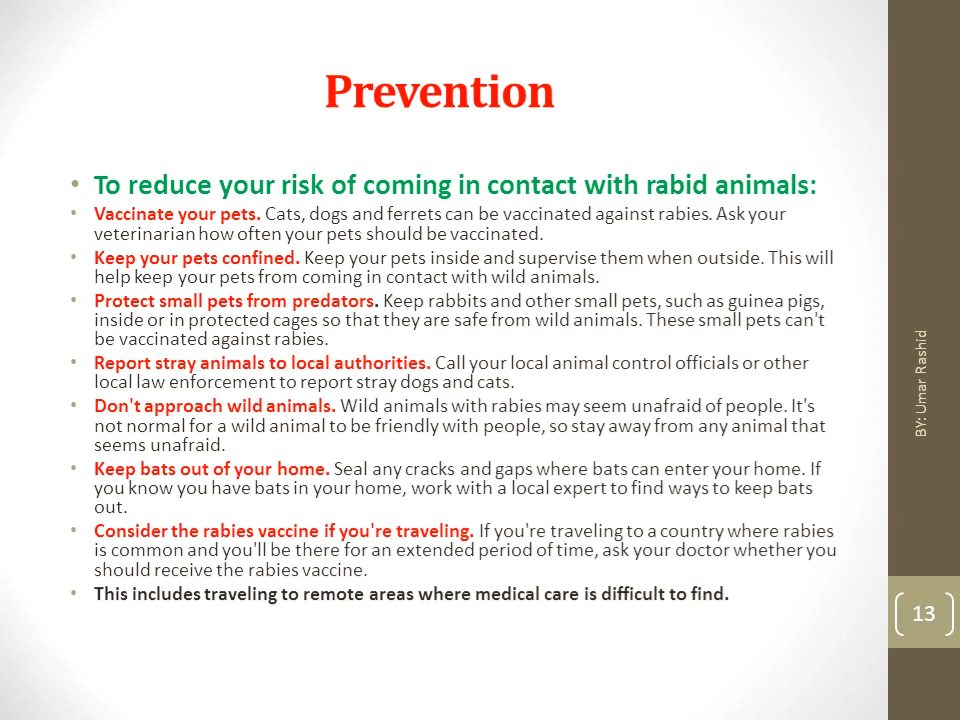 Prevention
• To reduce your risk of coming in contact with rabid animals:
• Vaccinate your pets. Cats, dogs and ferrets can be vaccinated against rabies. Ask your
veterinarian how often your pets should be vaccinated.
• Keep your pets confined. Keep your pets inside and supervise them when outside. This will
help keep your pets from coming in contact with wild animals.
• Protect small pets from predators. Keep rabbits and other small pets, such as guinea pigs,
inside or in protected cages so that they are safe from wild animals. These small pets can't
be vaccinated against rabies.
• Report stray animals to local authorities. Call your local animal control officials or other
local law enforcement to report stray dogs and cats.
• Don't approach wild animals. Wild animals with rabies may seem unafraid of people. It's
not normal for a wild animal to be friendly with people, so stay away from any animal that
seems unafraid.
• Keep bats out of your home. Seal any cracks and gaps where bats can enter your home. If
you know you have bats in your home, work with a local expert to find ways to keep bats
out.
• Consider the rabies vaccine if you're traveling. If you're traveling to a country where rabies
is common and you'll be there for an extended period of time, ask your doctor whether you
should receive the rabies vaccine.
• This includes traveling to remote areas where medical care is difficult to find.
BY: Umar Rashid
13